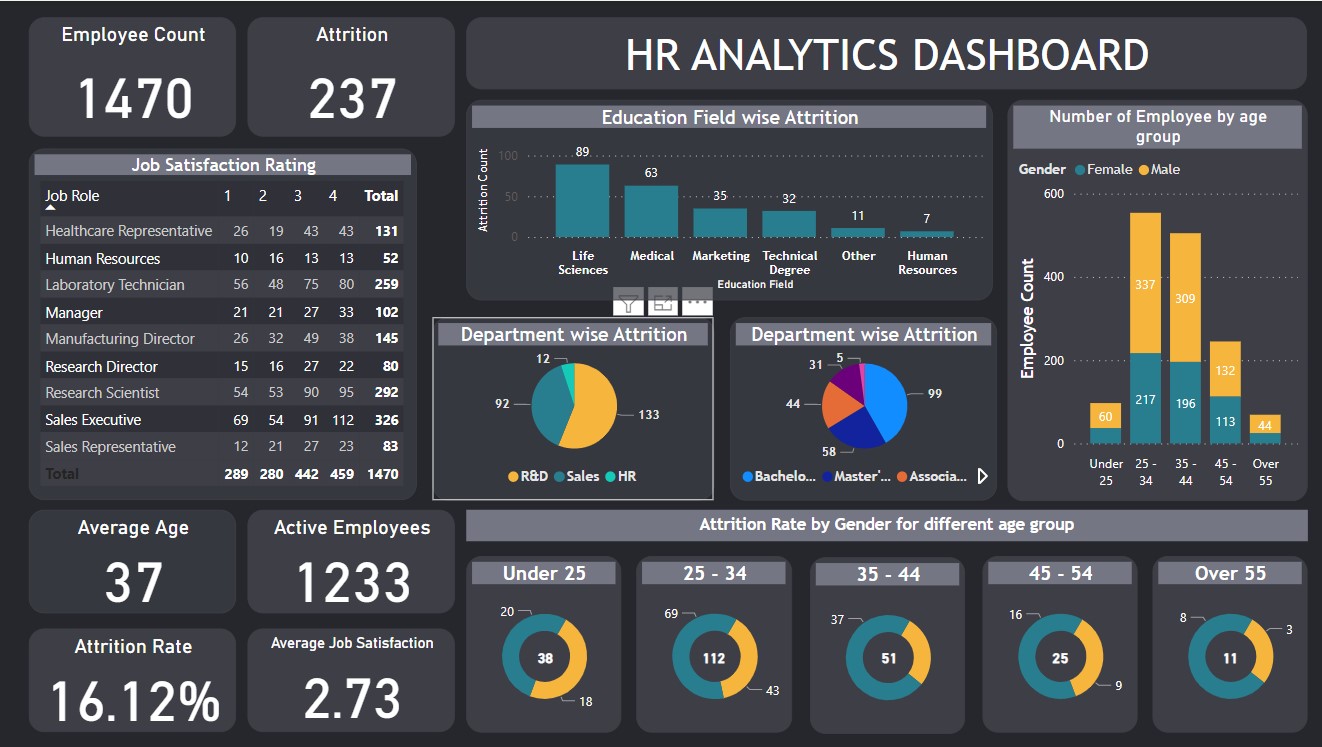 Employee Count
1470
Attrition
237
HR ANALYTICS DASHBOARD
Job Satisfaction Rating
Job Role 1 2 3 4 Total
Healthcare Representative 26 19 43 43 131
Human Resources 10 16 13 13 52
Laboratory Technician 56 48 75 80 259
Manager 21 21 27 33 102
Manufacturing Director 26 32 49 38 145
Research Director 15 16 27 22 80
Research Scientist 54 53 90 95 292
Sales Executive 69 54 91 112 326
Sales Representative 12 21 27 23 83
Total 289 280 442 459 1470
Education Field wise Attrition
Attrition Count
100
50
0
89
63
35
32
11
7
Life
Sciences
Medical
Marketing
Technical
Degree
Other
Human
Resources
Education Field
Number of Employee by age
group
Gender Female Male
Employee Count
600
400
200
0
60
337
217
309
196
132
113
44
Under
25
25 -
34
35 -
44
45 -
54
Over
55
Department wise Attrition
12
92
133
R&D Sales HR
Department wise Attrition
5
31
99
44
58
Bachelo... Master'... Associa...
Average Age
37
Active Employees
1233
Attrition Rate
16.12%
Average Job Satisfaction
2.73
Attrition Rate by Gender for different age group
Under 25
20
38
18
25 - 34
69
112
43
35 - 44
37
51
45 - 54
16
25
9
Over 55
8
3
11